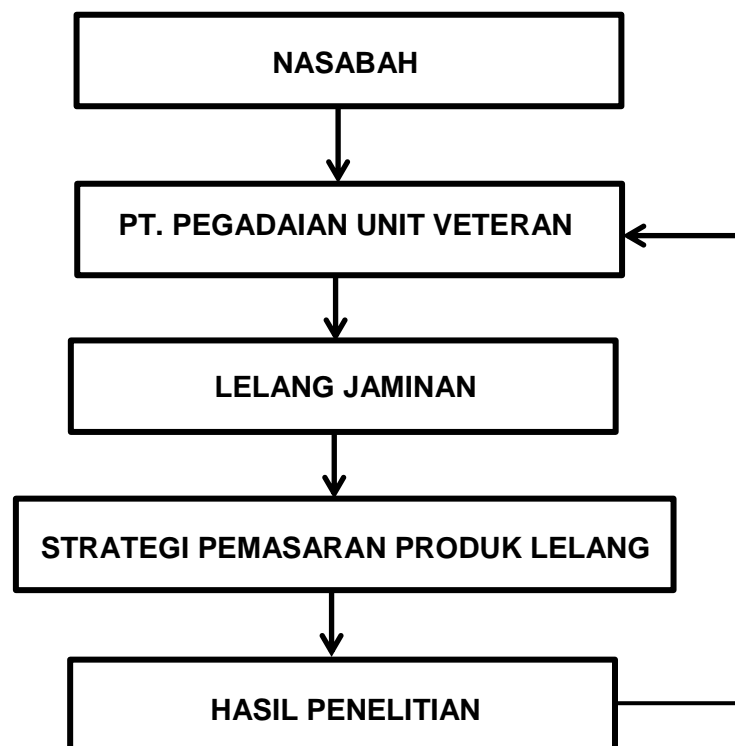 NASABAH
PT. PEGADAIAN UNIT VETERAN
LELANG JAMINAN
STRATEGI PEMASARAN PRODUK LELANG
HASIL PENELITIAN